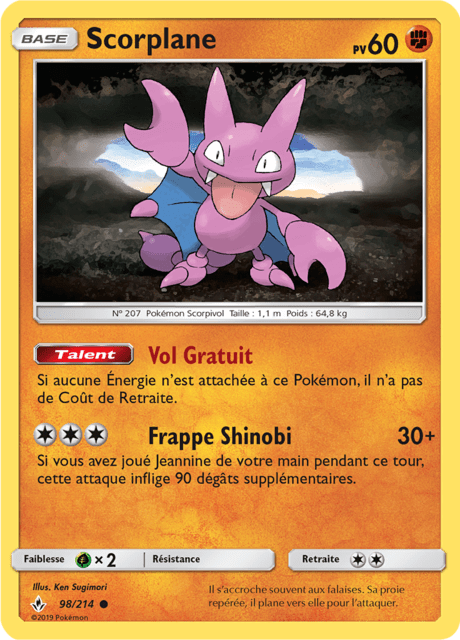 BASE Scorplane PV60
N° 207 Pokémon Scorpivol Taille : 1,1 m Poids : 64,8 kg
Talent Vol Gratuit
Si aucune Énergie n'est attachée à ce Pokémon, il n'a pas
de Coût de Retraite.
Frappe Shinobi 30+
Si vous avez joué Jeannine de votre main pendant ce tour,
cette attaque inflige 90 dégâts supplémentaires.
Faiblesse ×2 Résistance Retraite
Illus. Ken Sugimori
98/214
©2019 Pokémon
Il s'accroche souvent aux falaises. Sa proie
repérée, il plane vers elle pour l'attaquer.